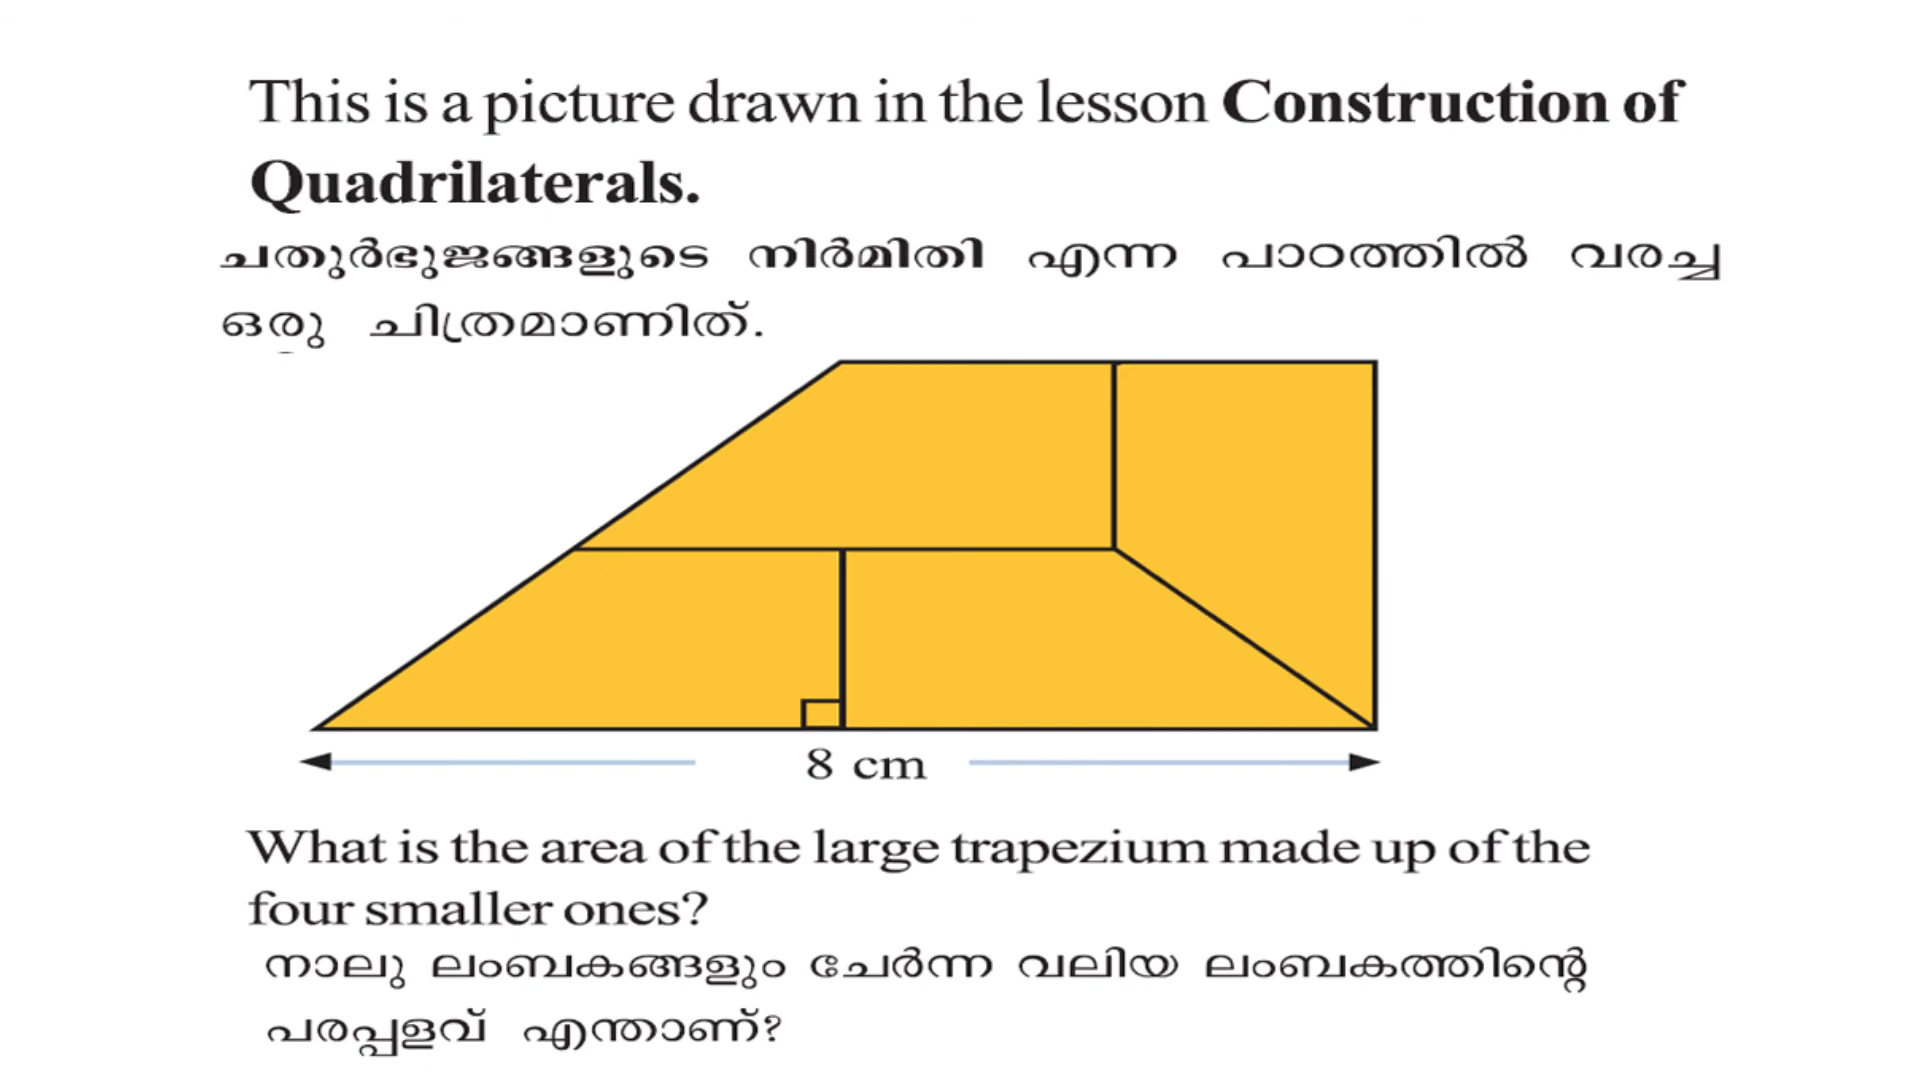 This is a picture drawn in the lesson Construction of
Quadrilaterals.
ചതുർഭുജങ്ങളുടെ നിർമിതി എന്ന പാഠത്തിൽ വരച്ച
ഒരു ചിത്രമാണിത്.
8 cm
What is the area of the large trapezium made up of the
four smaller ones?
നാലു ലംബകങ്ങളും ചേർന്ന വലിയ ലംബകത്തിന്റെ
പരപ്പളവ് എന്താണ്?